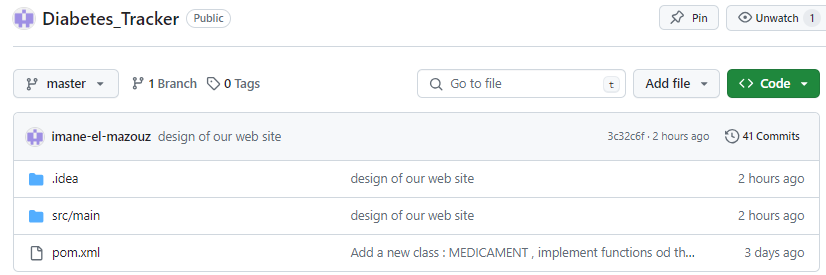 Diabetes_Tracker Public Pin Unwatch 1
master 1 Branch 0 Tags Go to file t Add file Code
imane-el-mazouz design of our web site 3c32c6f · 2 hours ago 41 Commits
.idea design of our web site 2 hours ago
src/main design of our web site 2 hours ago
pom.xml Add a new class : MEDICAMENT , implement functions od th... 3 days ago